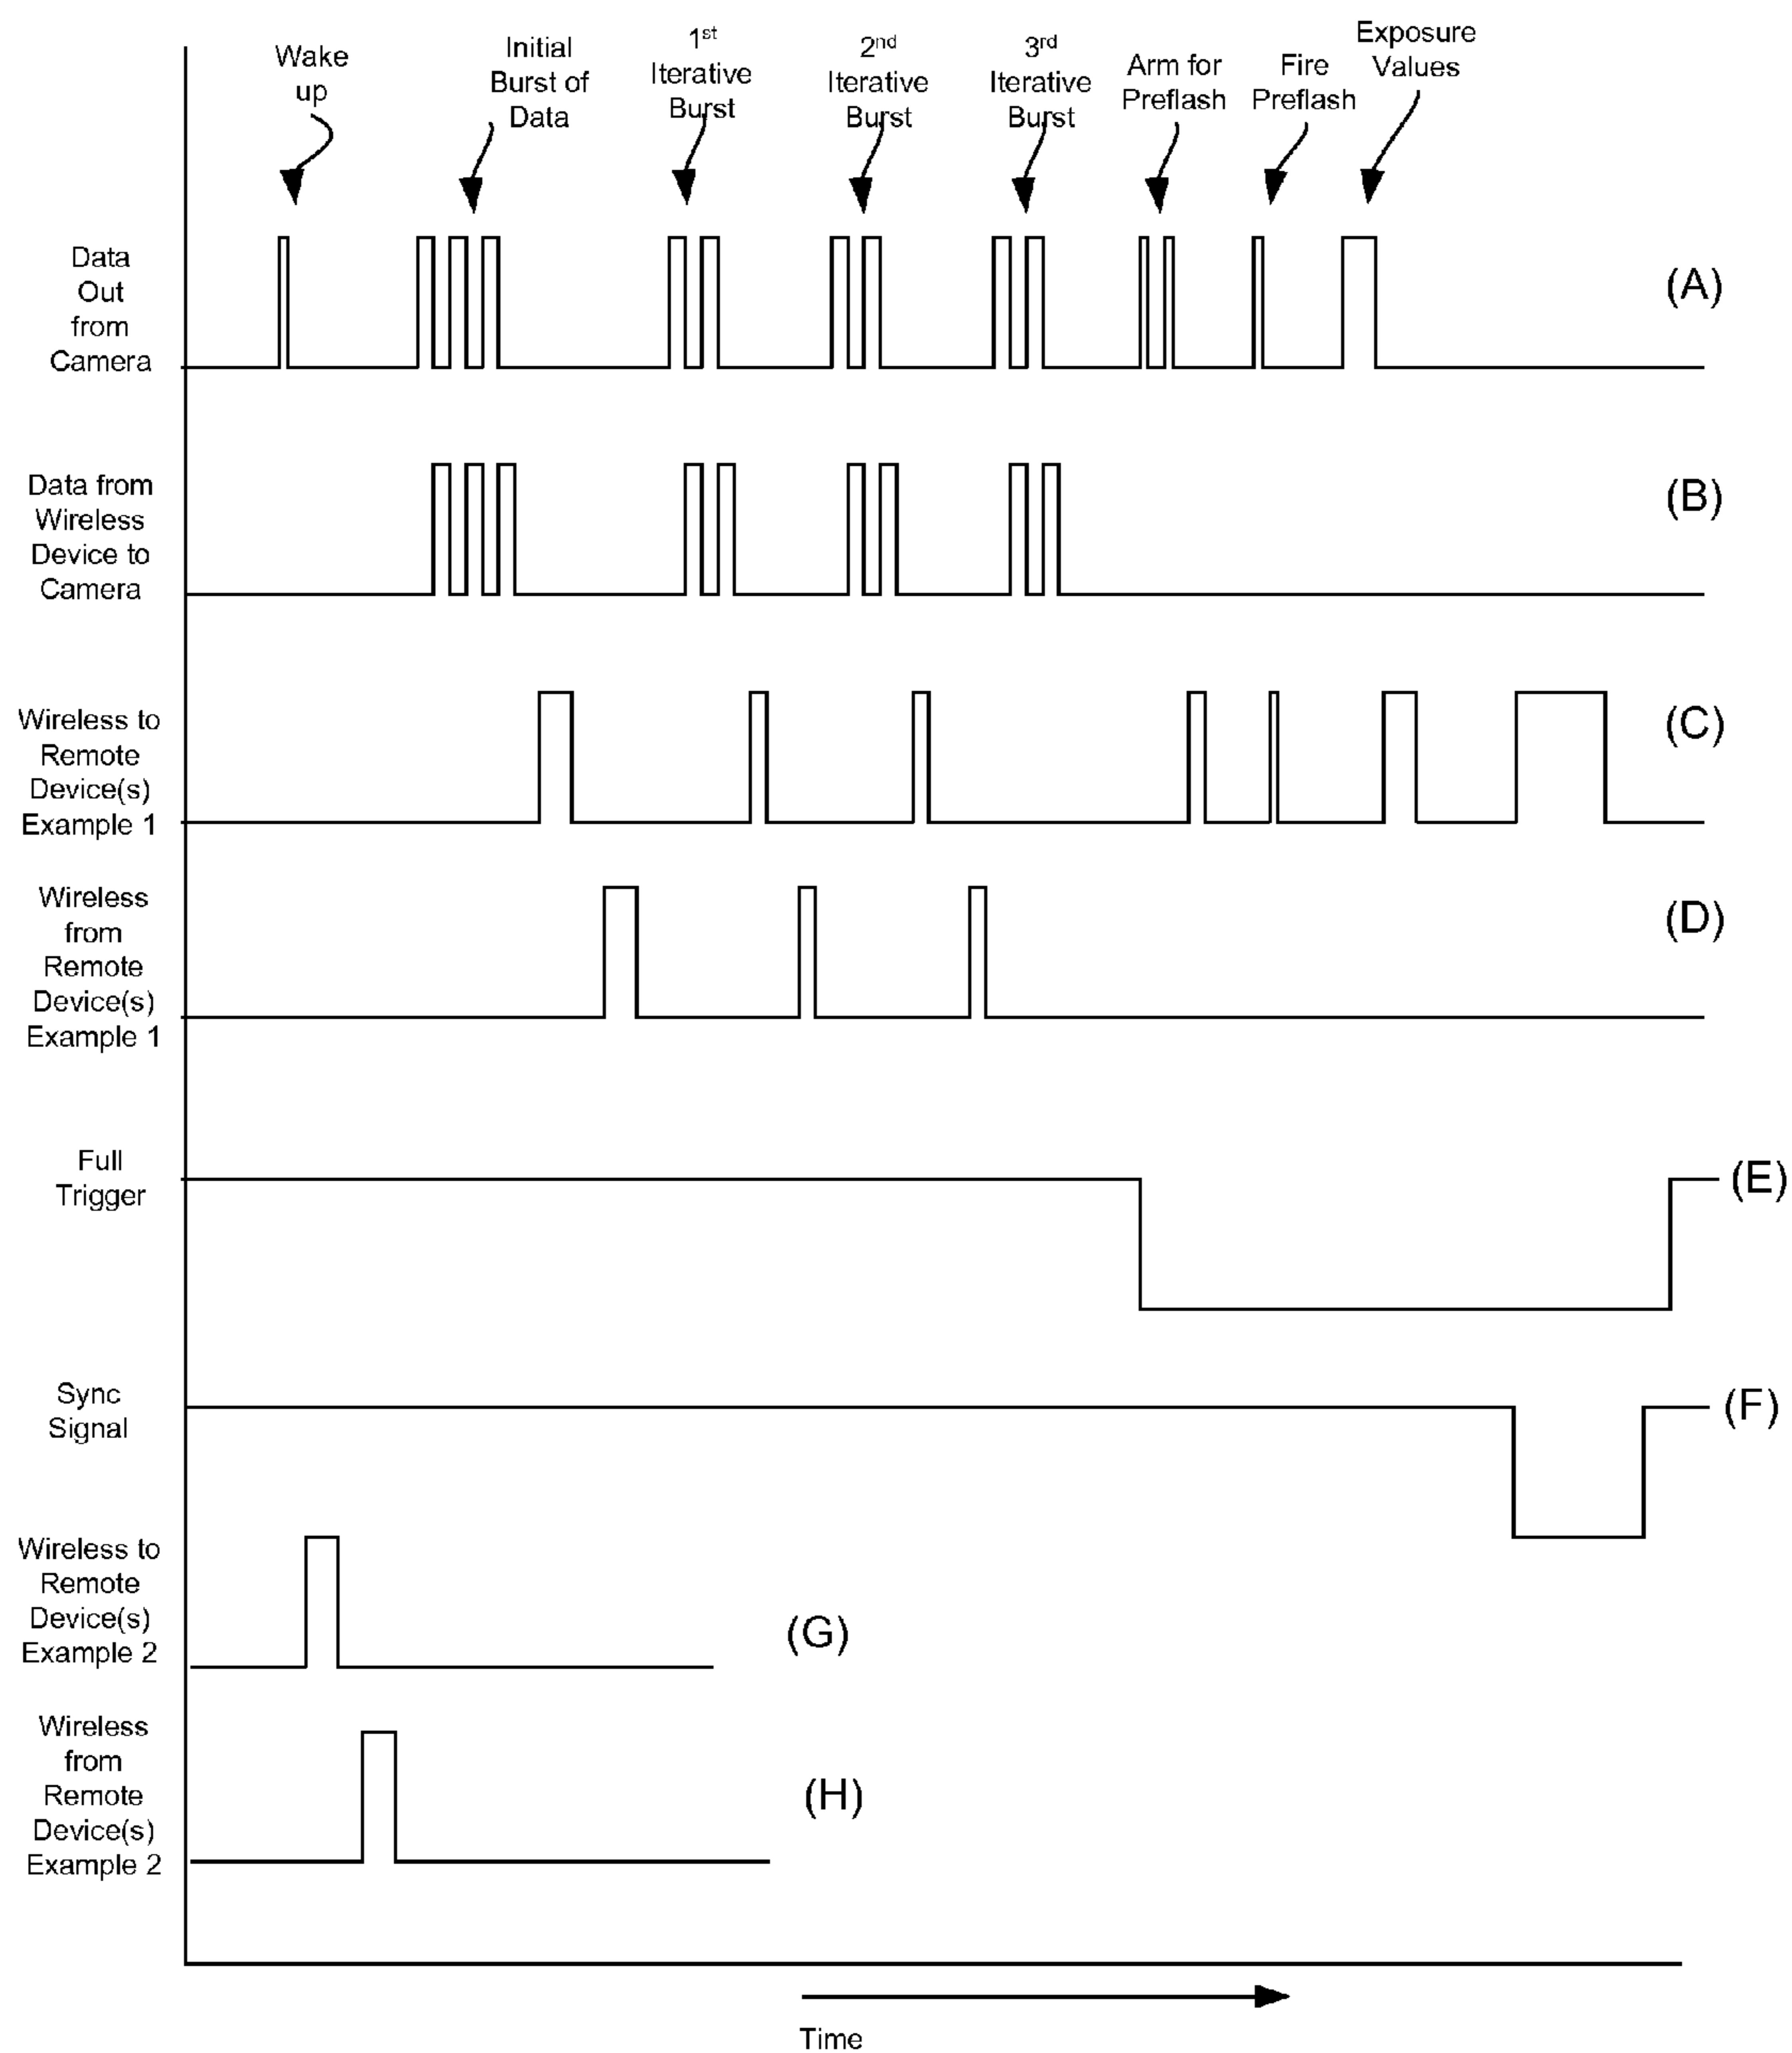 Wake
up
Initial
Burst of
Data
1st
Iterative
Burst
2nd
Iterative
Burst
3rd
Iterative
Burst
Arm for
Preflash
Fire
Preflash
Exposure
Values
Data
Out
from
Camera
(A)
Data from
Wireless
Device to
Camera
(B)
Wireless to
Remote
Device(s)
Example 1
(C)
Wireless
from
Remote
Device(s)
Example 1
(D)
Full
Trigger
(E)
Sync
Signal
(F)
Wireless to
Remote
Device(s)
Example 2
(G)
Wireless
from
Remote
Device(s)
Example 2
(H)
Time